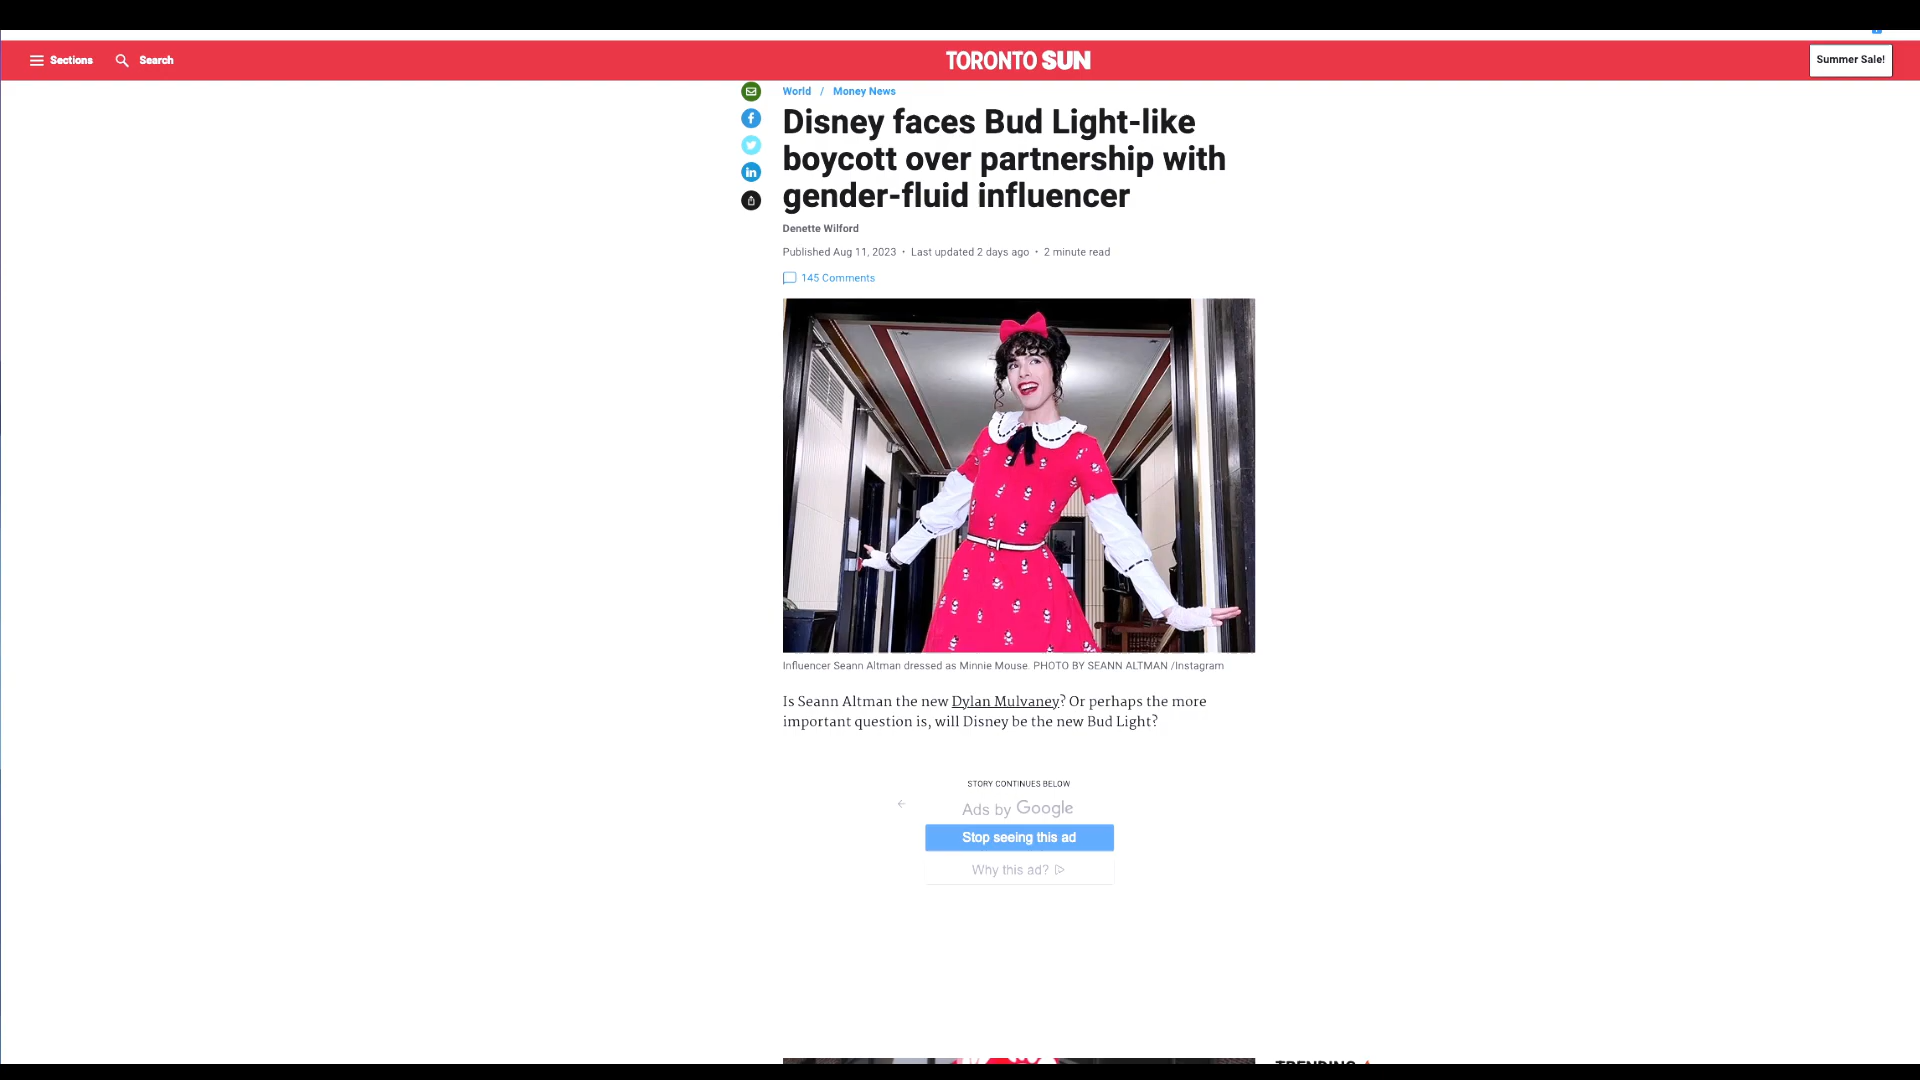 Sections
Search
TORONTO SUN
Summer Sale!
World / Money News
Disney faces Bud Light-like
boycott over partnership with
gender-fluid influencer
Denette Wilford
Published Aug 11, 2023 • Last updated 2 days ago • 2 minute read
145 Comments
Influencer Seann Altman dressed as Minnie Mouse. PHOTO BY SEANN ALTMAN /Instagram
Is Seann Altman the new Dylan Mulvaney? Or perhaps the more
important question is, will Disney be the new Bud Light?
STORY CONTINUES BELOW
Ads by Google
Stop seeing this ad
Why this ad?
TRENDING